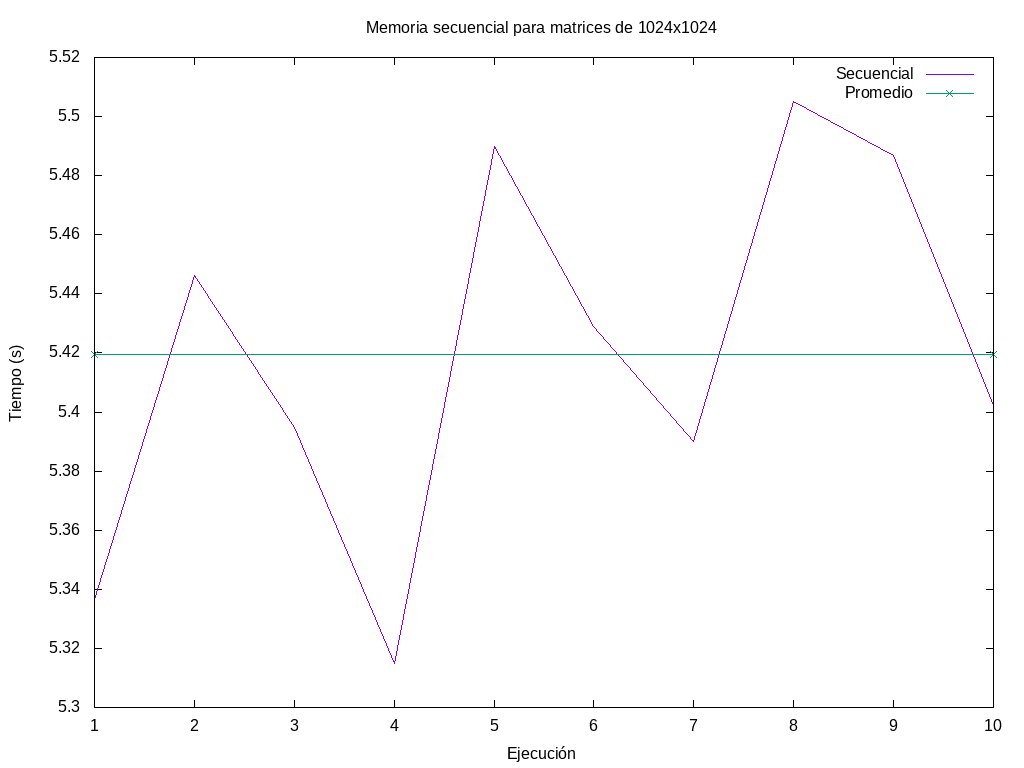 Memoria secuencial para matrices de 1024x1024
Secuencial
Promedio
5.52
5.5
5.48
5.46
5.44
5.42
5.4
5.38
5.36
5.34
5.32
5.3
Tiempo (s)
1 2 3 4 5 6 7 8 9 10
Ejecución